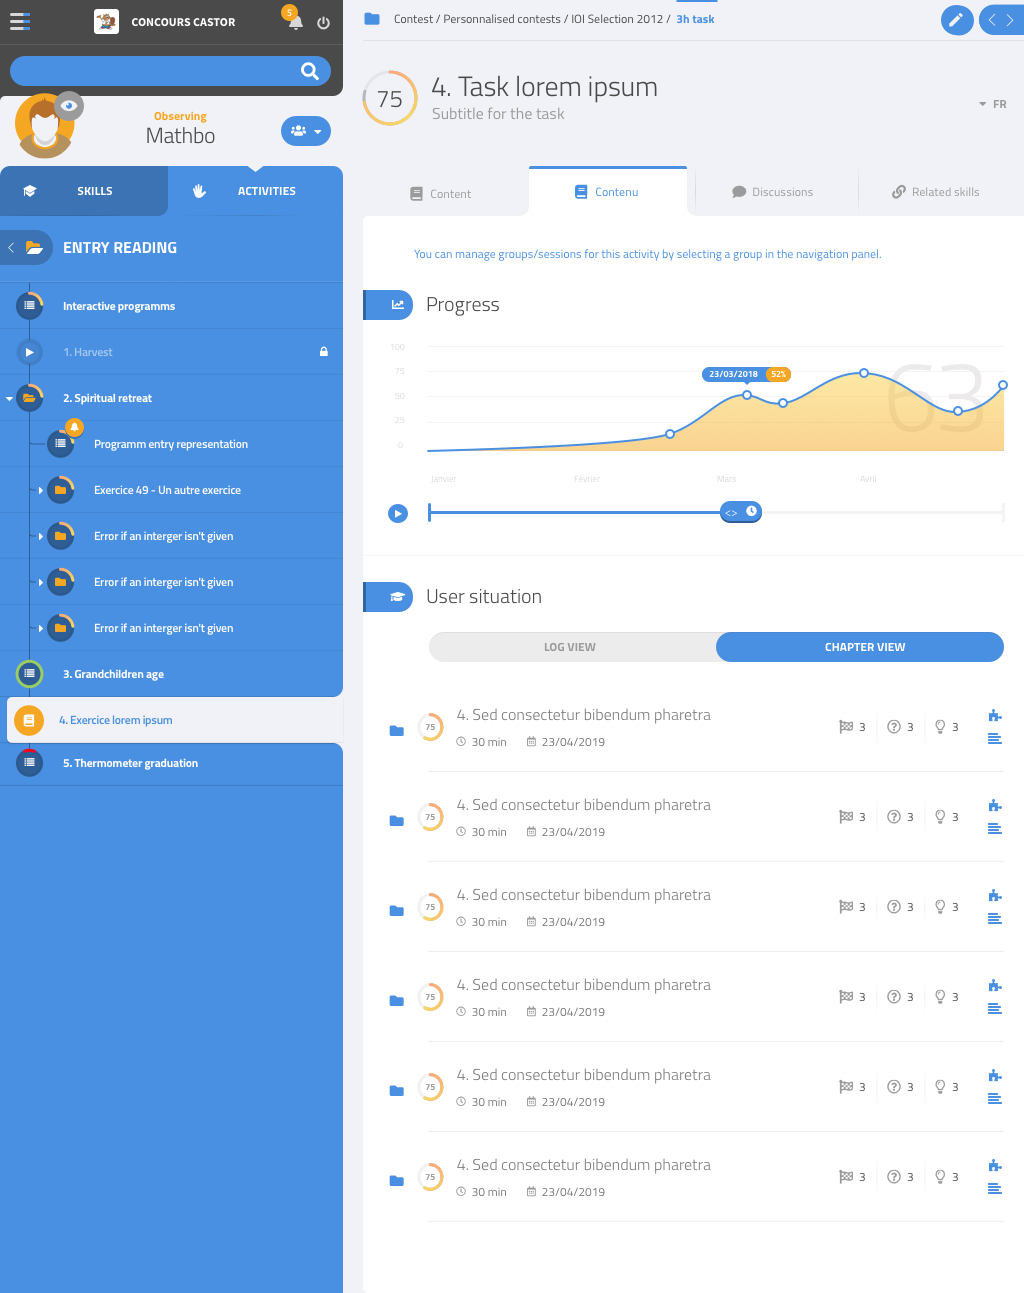 CONCOURS CASTOR
5
Observing
Mathbo
SKILLS
ACTIVITIES
ENTRY READING
Interactive programms
1. Harvest
2. Spiritual retreat
Programm entry representation
Exercice 49 - Un autre exercice
Error if an interger isn't given
Error if an interger isn't given
Error if an interger isn't given
3. Grandchildren age
4. Exercice lorem ipsum
5. Thermometer graduation
Contest / Personnalised contests / IOI Selection 2012 / 3h task
75
4. Task lorem ipsum
Subtitle for the task
FR
Content
Contenu
Discussions
Related skills
You can manage groups/sessions for this activity by selecting a group in the navigation panel.
Progress
100
75
50
25
0
23/03/2018 52%
63
Janvier
Février
Mars
Avril
User situation
LOG VIEW
CHAPTER VIEW
75
4. Sed consectetur bibendum pharetra
30 min 23/04/2019
3 3 3
75
4. Sed consectetur bibendum pharetra
30 min 23/04/2019
3 3 3
75
4. Sed consectetur bibendum pharetra
30 min 23/04/2019
3 3 3
75
4. Sed consectetur bibendum pharetra
30 min 23/04/2019
3 3 3
75
4. Sed consectetur bibendum pharetra
30 min 23/04/2019
3 3 3
75
4. Sed consectetur bibendum pharetra
30 min 23/04/2019
3 3 3